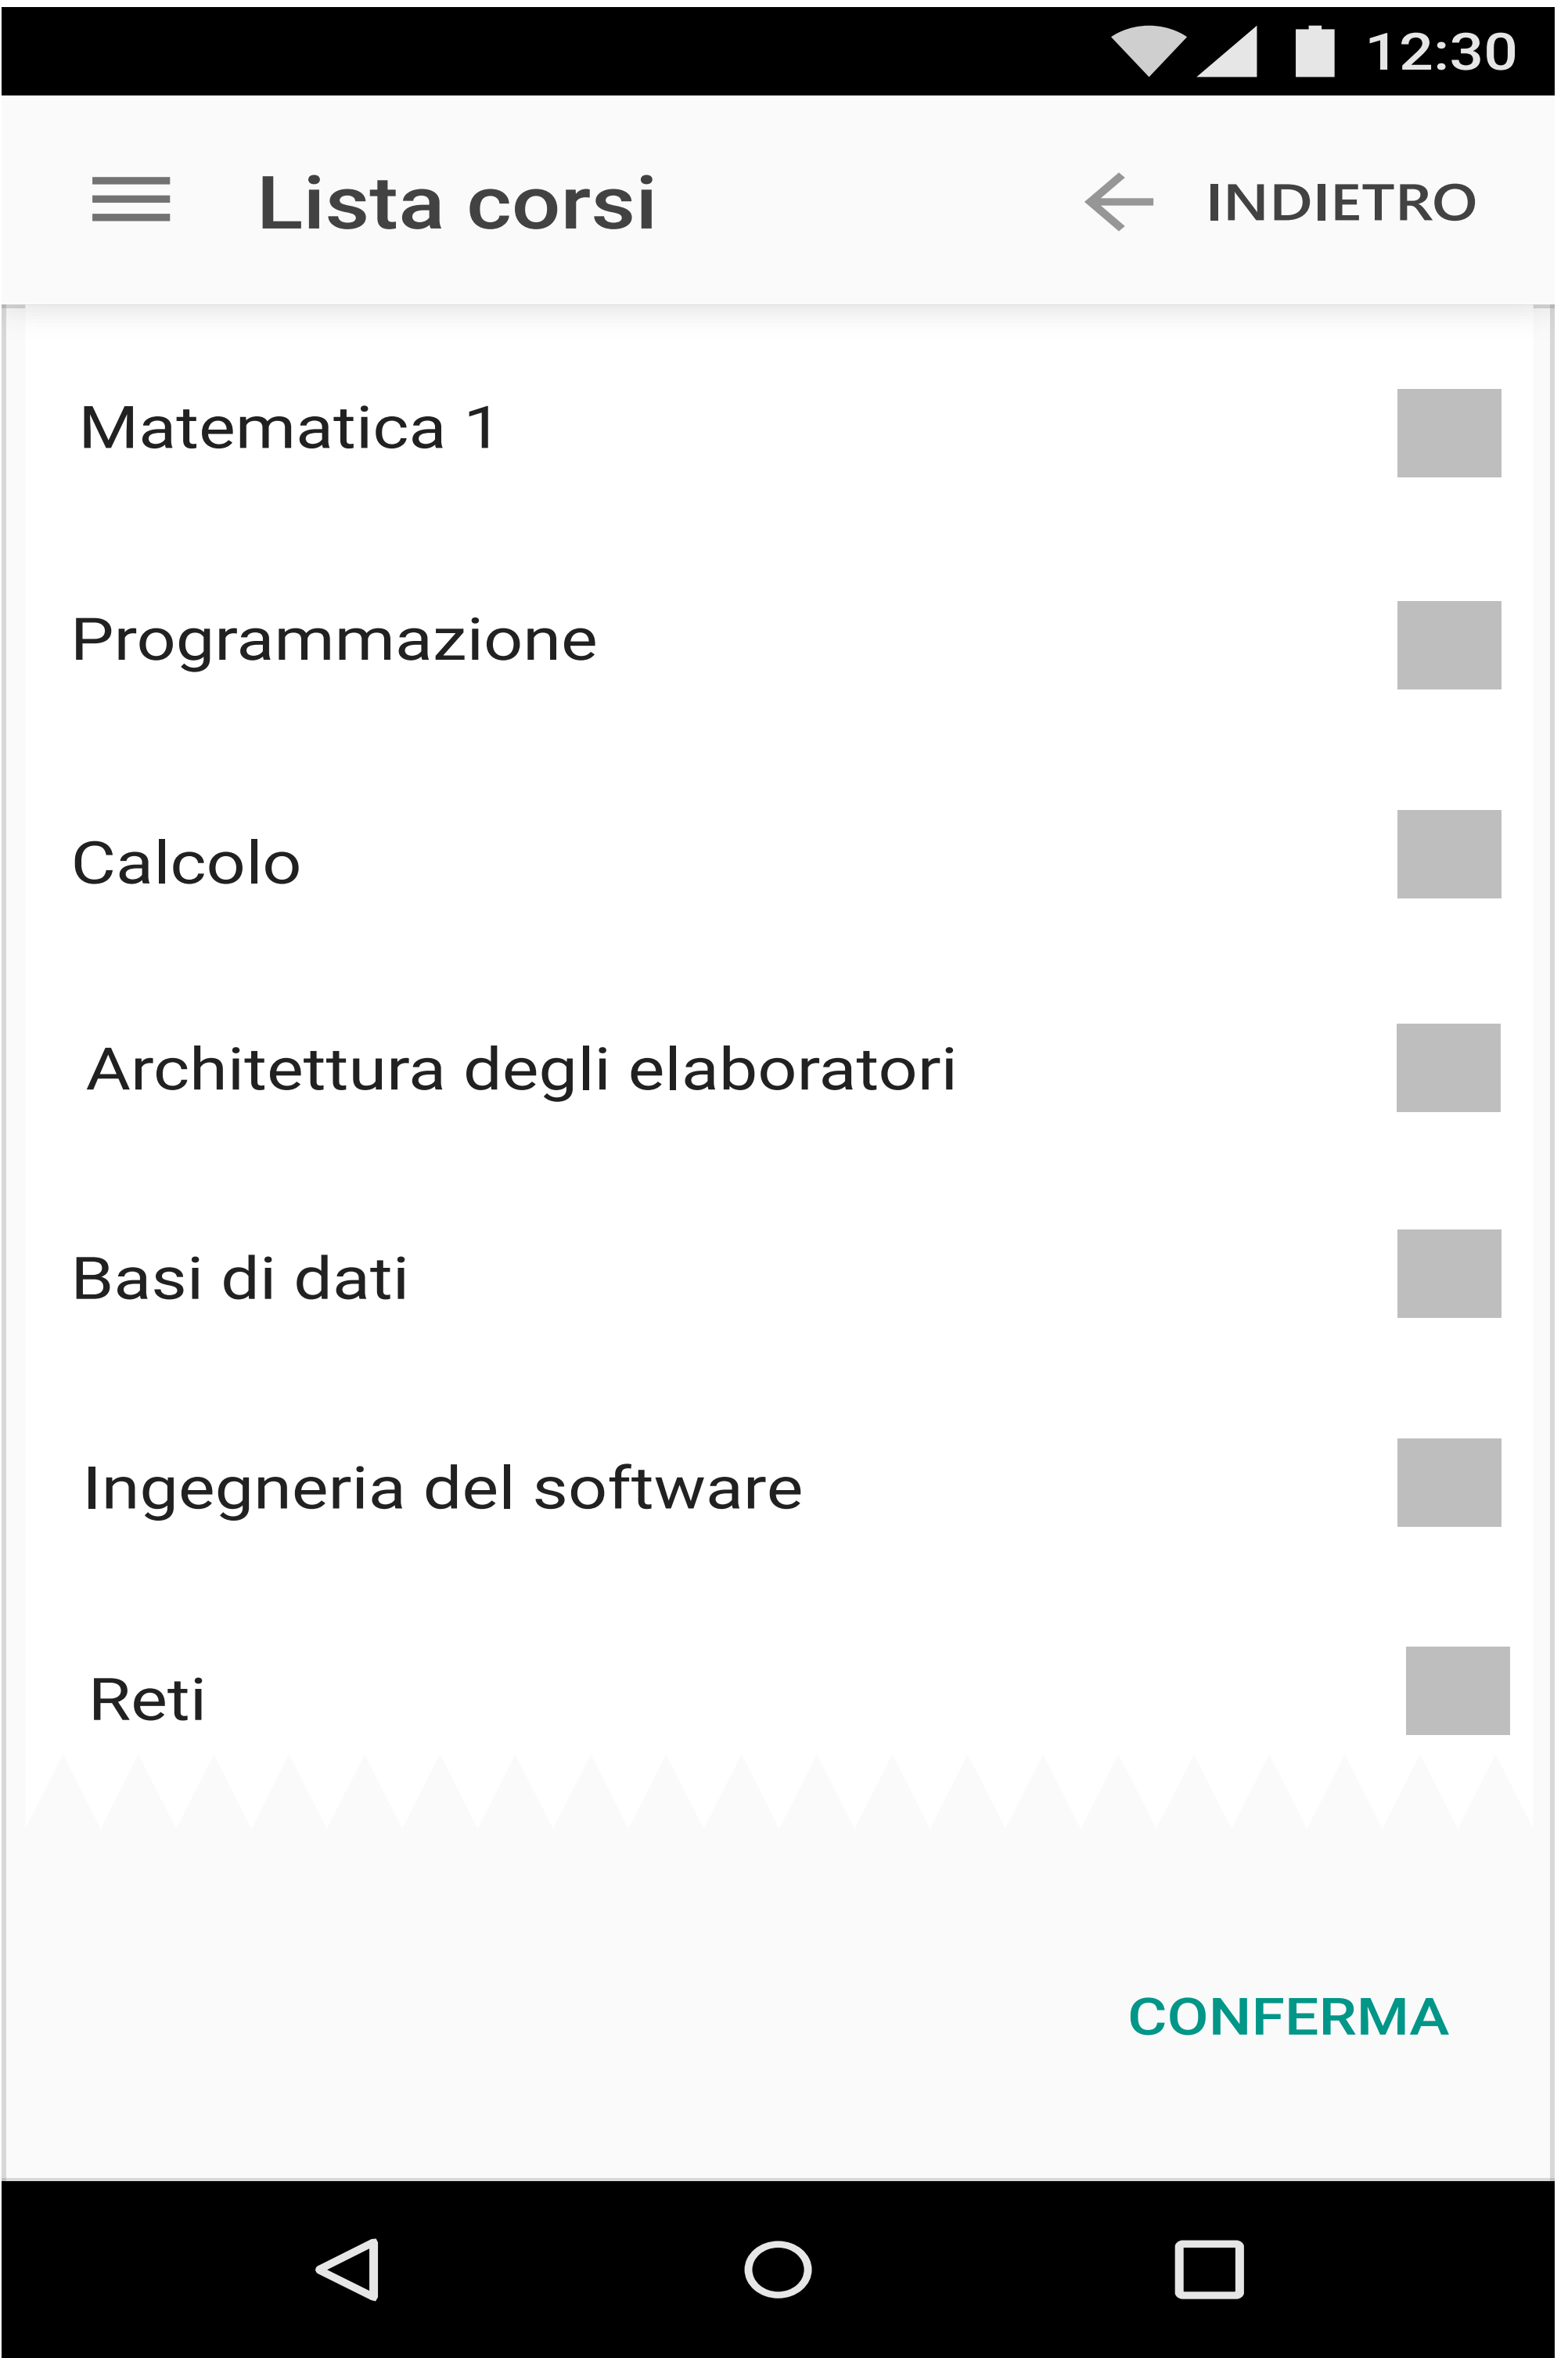 12:30
Lista corsi
INDIETRO
Matematica 1
Programmazione
Calcolo
Architettura degli elaboratori
Basi di dati
Ingegneria del software
Reti
CONFERMA